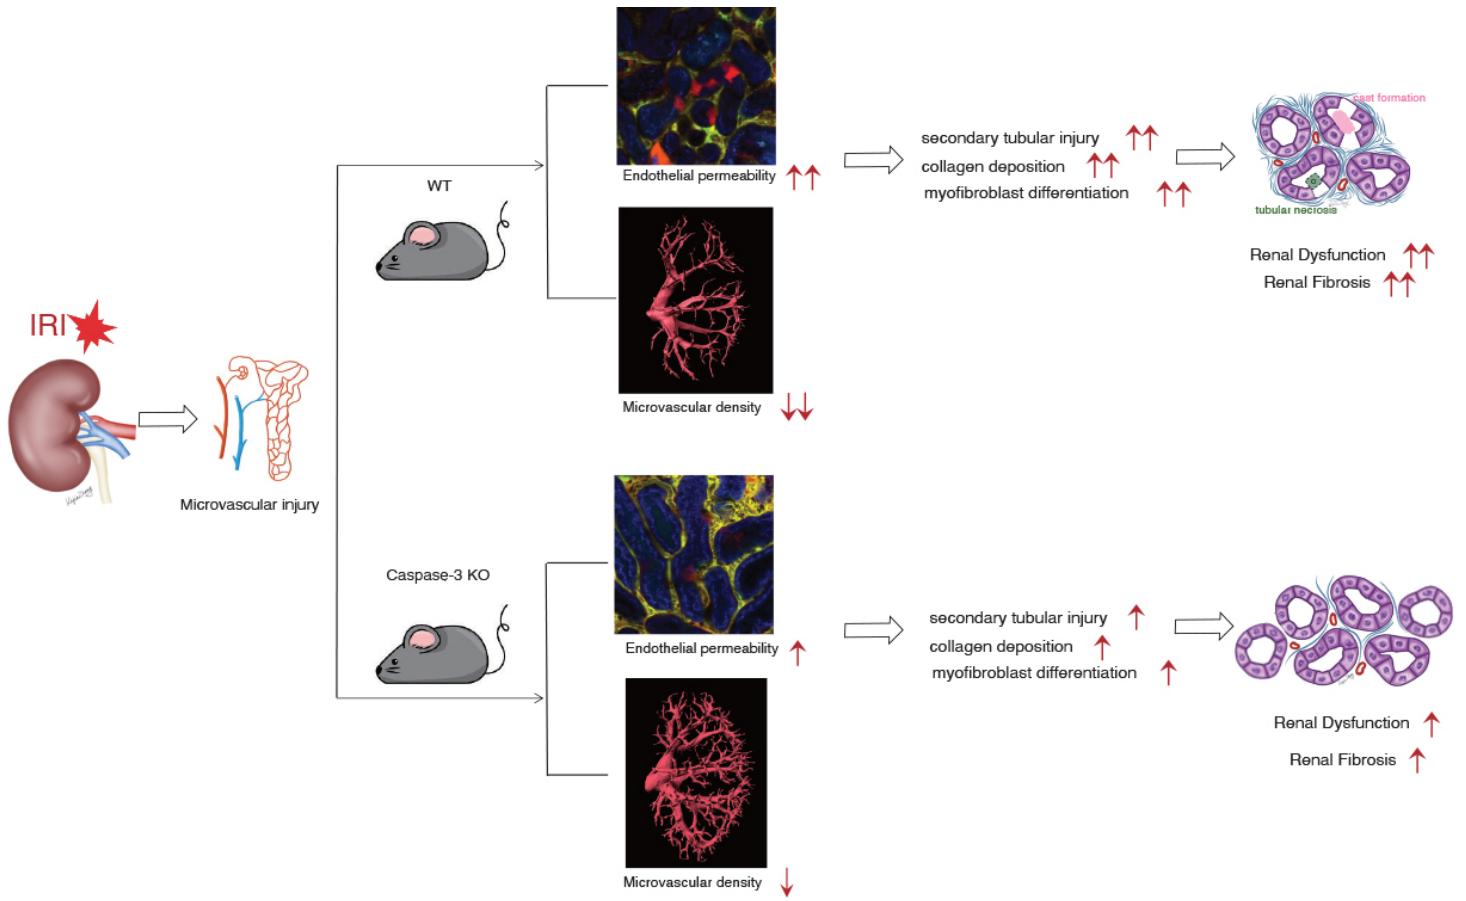 IRI
Microvascular injury
WT
Endothelial permeability
Microvascular density
secondary tubular injury
collagen deposition
myofibroblast differentiation
cast formation
tubular necrosis
Renal Dysfunction
Renal Fibrosis
Caspase-3 KO
Endothelial permeability
Microvascular density
secondary tubular injury
collagen deposition
myofibroblast differentiation
Renal Dysfunction
Renal Fibrosis